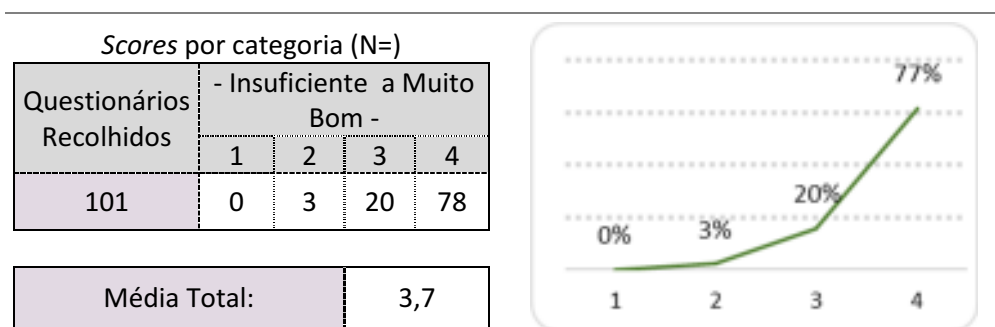 Scores por categoria (N=)
Questionários Recolhidos
- Insuficiente a Muito
Bom -
1 2 3 4
101 0 3 20 78
Média Total: 3,7
77%
20%
3%
0%
1 2 3 4